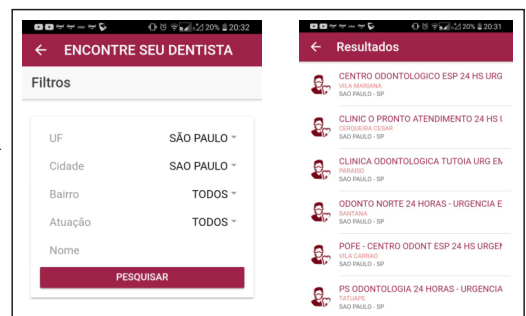 20% 20:32
ENCONTRE SEU DENTISTA
Filtros
UF SÃO PAULO
Cidade SAO PAULO
Bairro TODOS
Atuação TODOS
Nome
PESQUISAR
20% 20:31
Resultados
CENTRO ODONTOLOGICO ESP 24 HS URG
VILA MARIANA
SAO PAULO - SP
CLINIC O PRONTO ATENDIMENTO 24 HS
CERQUEIRA CESAR
SAO PAULO - SP
CLINICA ODONTOLOGICA TUTOIA URG
PARAISO
SAO PAULO - SP
ODONTO NORTE 24 HORAS - URGENCIA E
SANTANA
SAO PAULO - SP
POFE - CENTRO ODONT ESP 24 HS
VILA CARRAO
SAO PAULO - SP
PS ODONTOLOGIA 24 HORAS - URGENCIA
TATUAPE
SAO PAULO - SP